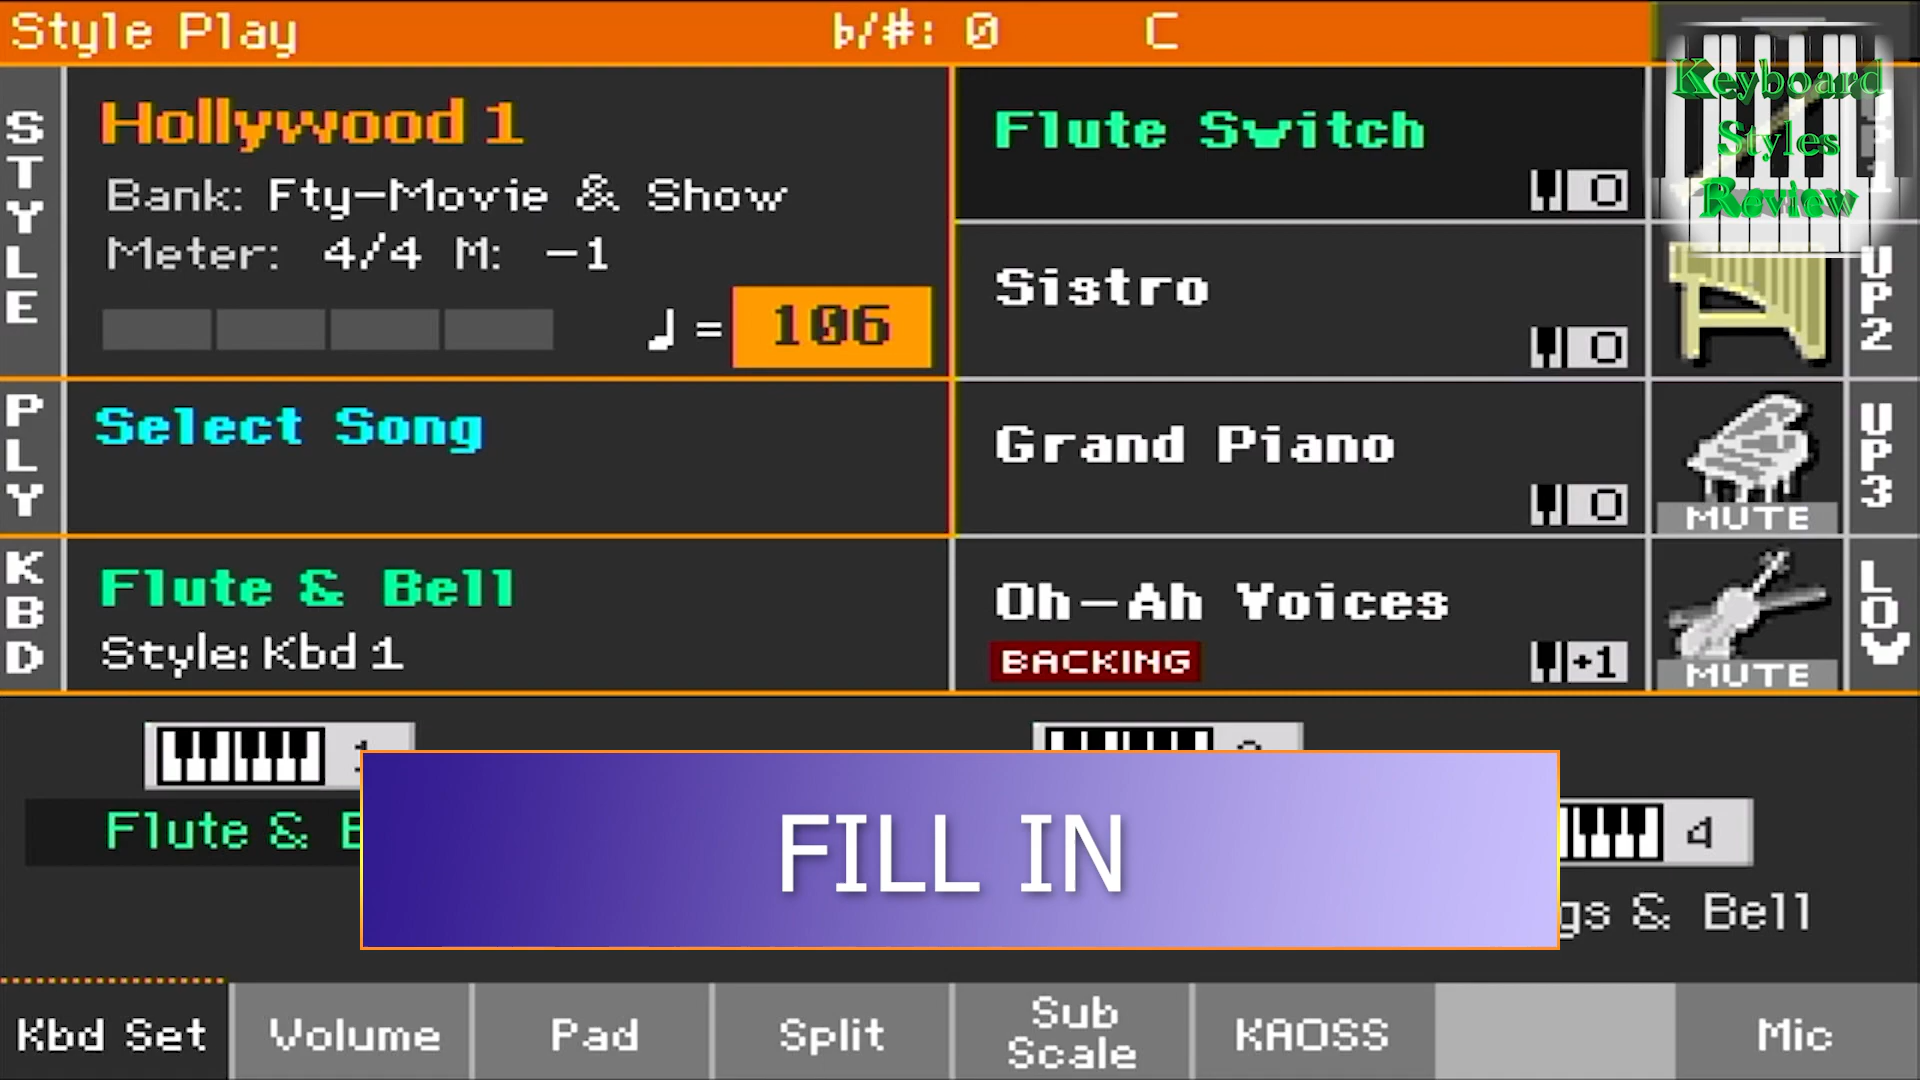 Style Play ♭/#: 0 C
Keyboard
Styles
Review
STYLE
Hollywood 1
Bank: Fty-Movie & Show
Meter: 4/4 M: -1
♩ = 106
Flute Switch
0
Sistro
0
UP2
PLY
Select Song
Grand Piano
0
MUTE
UP3
KBD
Flute & Bell
Style: Kbd 1
Oh-Ah Voices
BACKING
+1
MUTE
LOW
1
Flute &
4
FILL IN
& Bell
Kbd Set
Volume
Pad
Split
Sub
Scale
KAOSS
Mic